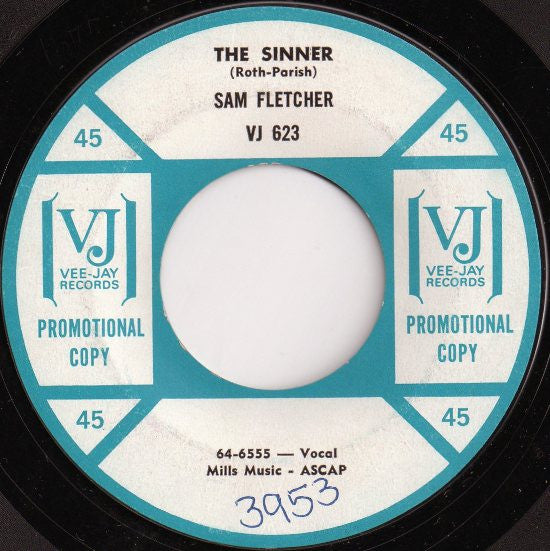 THE SINNER
(Roth-Parish)
SAM FLETCHER
VJ 623
45
45
VJ
VEE-JAY
RECORDS
PROMOTIONAL
COPY
VJ
VEE-JAY
RECORDS
PROMOTIONAL
COPY
45
45
64-6555 — Vocal
Mills Music - ASCAP
3953